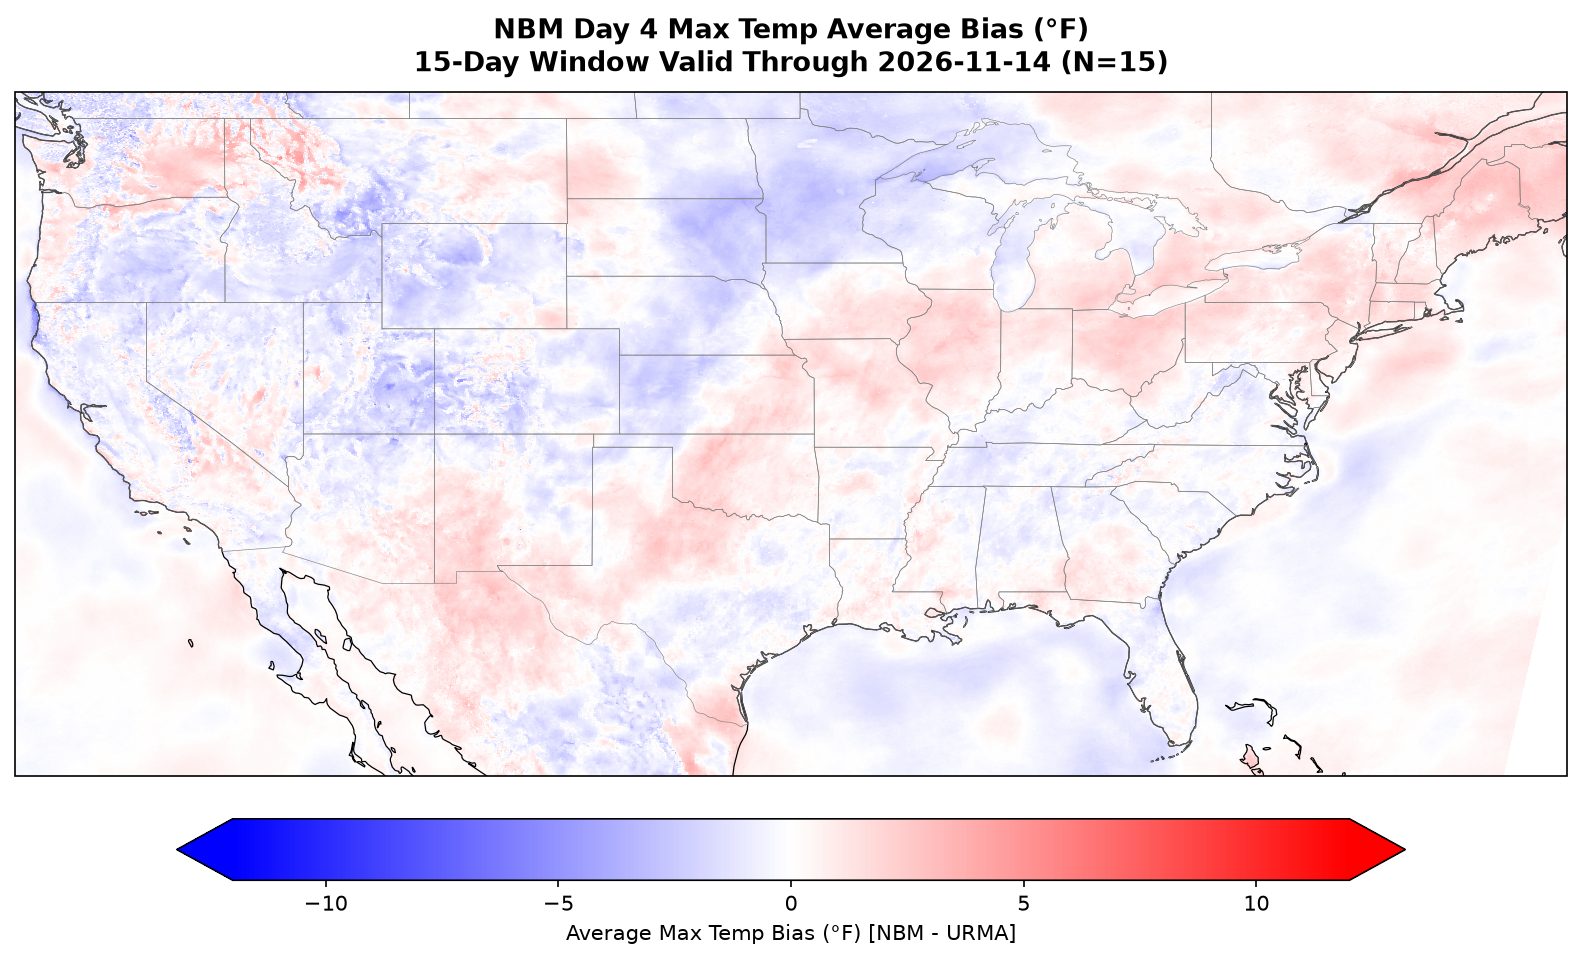 NBM Day 4 Max Temp Average Bias (°F)
15-Day Window Valid Through 2026-11-14 (N=15)
−10 −5 0 5 10
Average Max Temp Bias (°F) [NBM - URMA]